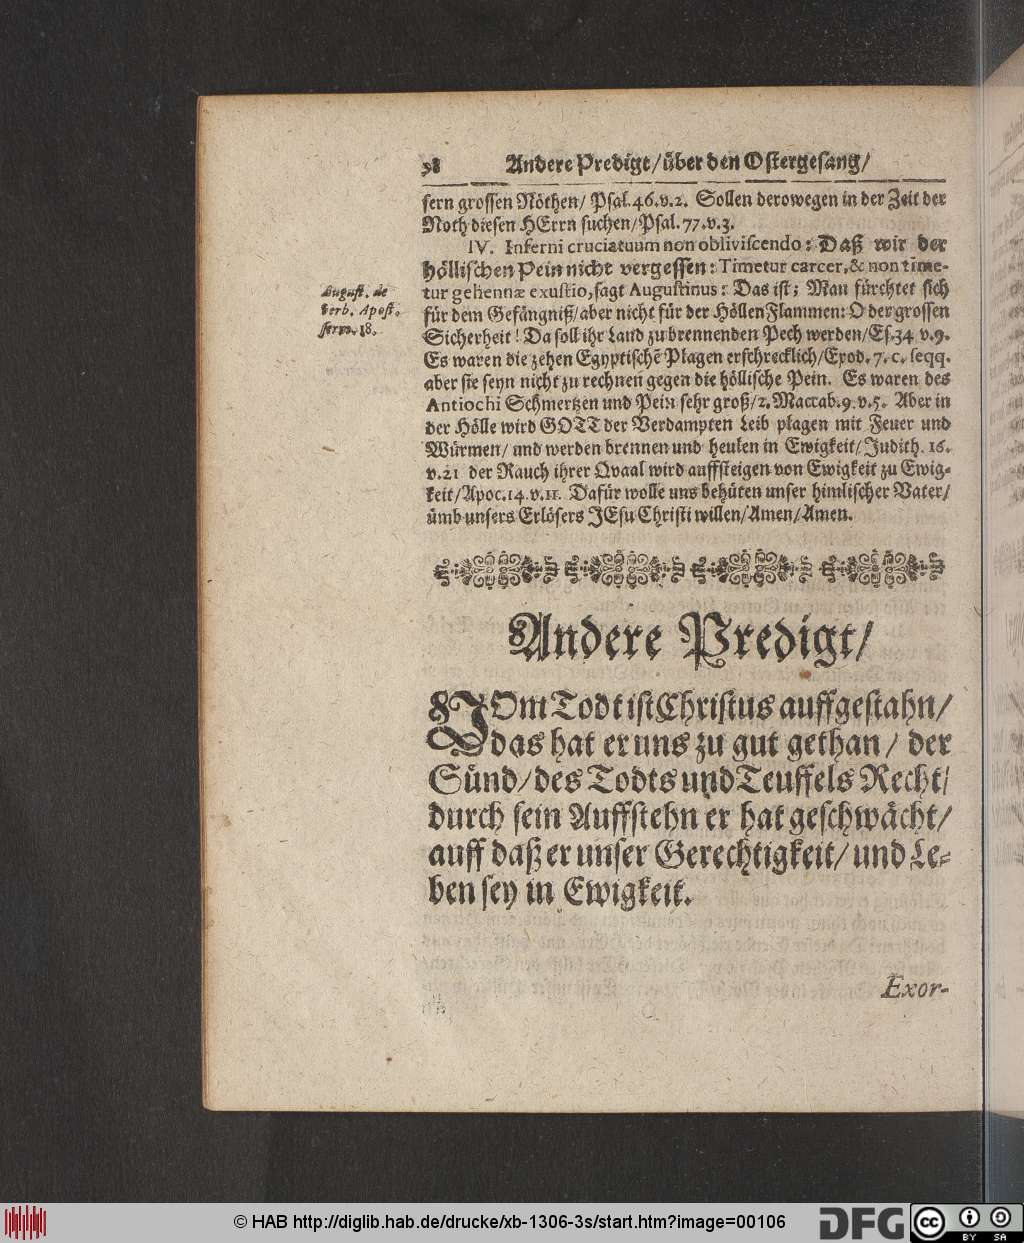 98 Andere Predigt/ über den Ostergesang/
sern grossen Nöthen/ Psal. 46. v. 2. Sollen derowegen in der Zeit der
Noth diesen HErrn suchen/ Psal. 77. v. 3.
IV. Inferni cruciatuum non obliviscendo: Daß wir der
höllischen Pein nicht vergessen: Timetur carcer, & non time-
tur gehennæ exustio, sagt Augustinus: Das ist; Man fürchtet sich
August. de
Verb. Apost.
serm. 18.
für dem Gefängniß/ aber nicht für der Höllen Flammen: O der grossen
Sicherheit! Da soll ihr Land zu brennenden Pech werden/ Es. 34 v. 9.
Es waren die zehen Egyptischē Plagen erschrecklich/ Exod. 7. c. seqq.
aber sie seyn nicht zu rechnen gegen die höllische Pein. Es waren des
Antiochi Schmertzen und Pein sehr groß/ 2. Maccab. 9. v. 5. Aber in
der Hölle wird GOTT der Verdampten Leib plagen mit Feuer und
Würmen/ und werden brennen und heulen in Ewigkeit/ Judith. 16.
v. 21 der Rauch ihrer Qvaal wird auffsteigen von Ewigkeit zu Ewig-
keit/ Apoc. 14. v. 11. Dafür wolle uns behüten unser himlischer Vater/
ümb unsers Erlösers JEsu Christi willen/ Amen/ Amen.
Andere Predigt/
VOm Todt ist Christus auffgestahn/
das hat er uns zu gut gethan/ der
Sünd/ des Todts und Teuffels Recht/
durch sein Auffstehn er hat geschwächt/
auff daß er unser Gerechtigkeit/ und Le-
ben sey in Ewigkeit.
Exor-
© HAB http://diglib.hab.de/drucke/xb-1306-3s/start.htm?image=00106
DFG
cc BY SA